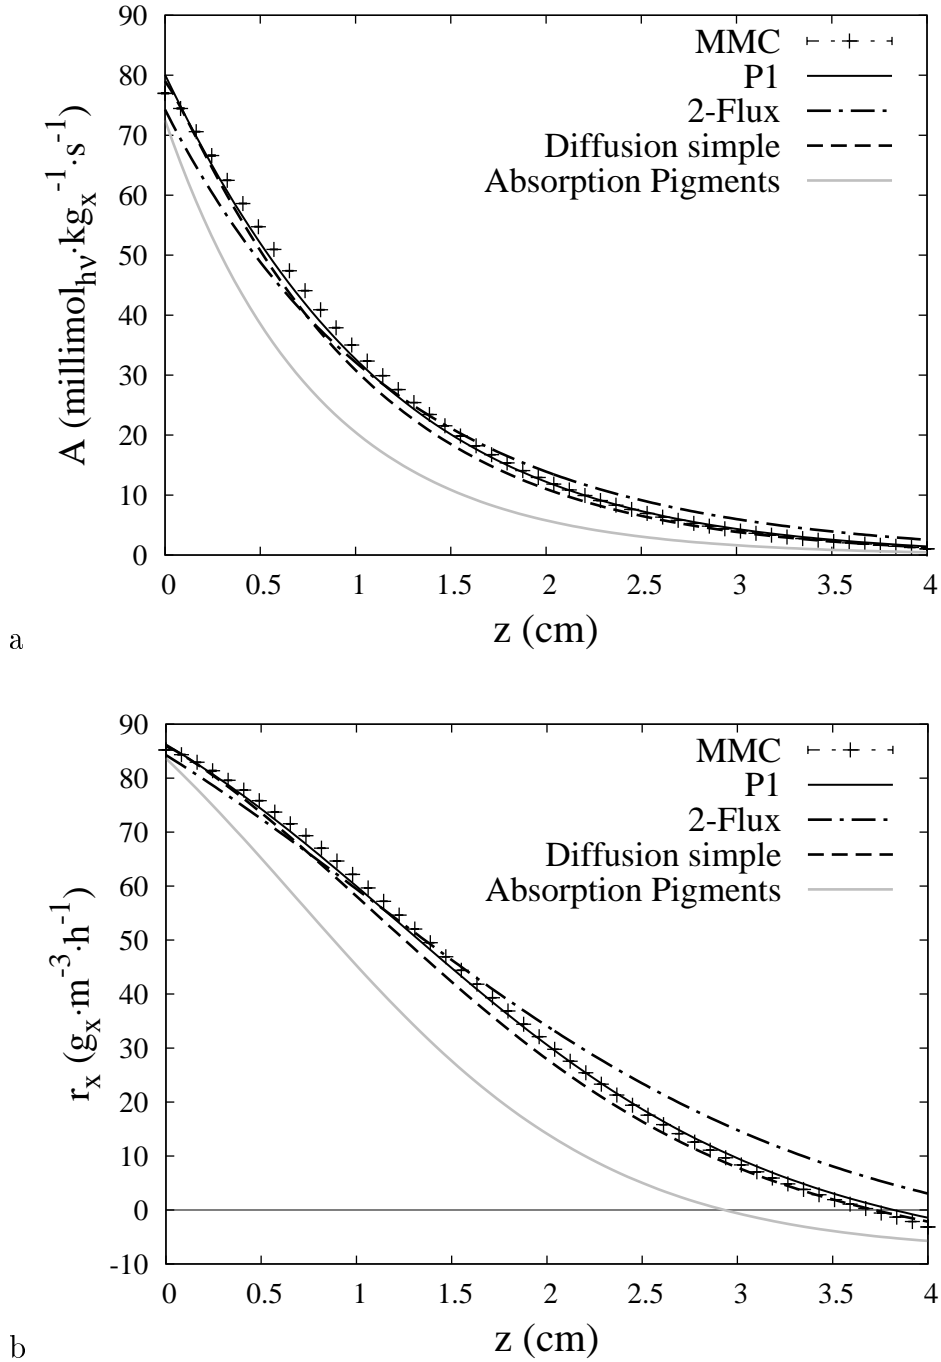 90
80
70
60
50
40
30
20
10
0
A (millimol_hν·kg_x^-1·s^-1)
MMC
P1
2-Flux
Diffusion simple
Absorption Pigments
0 0.5 1 1.5 2 2.5 3 3.5 4
z (cm)
a
90
80
70
60
50
40
30
20
10
0
-10
r_x (g_x·m^-3·h^-1)
MMC
P1
2-Flux
Diffusion simple
Absorption Pigments
0 0.5 1 1.5 2 2.5 3 3.5 4
z (cm)
b